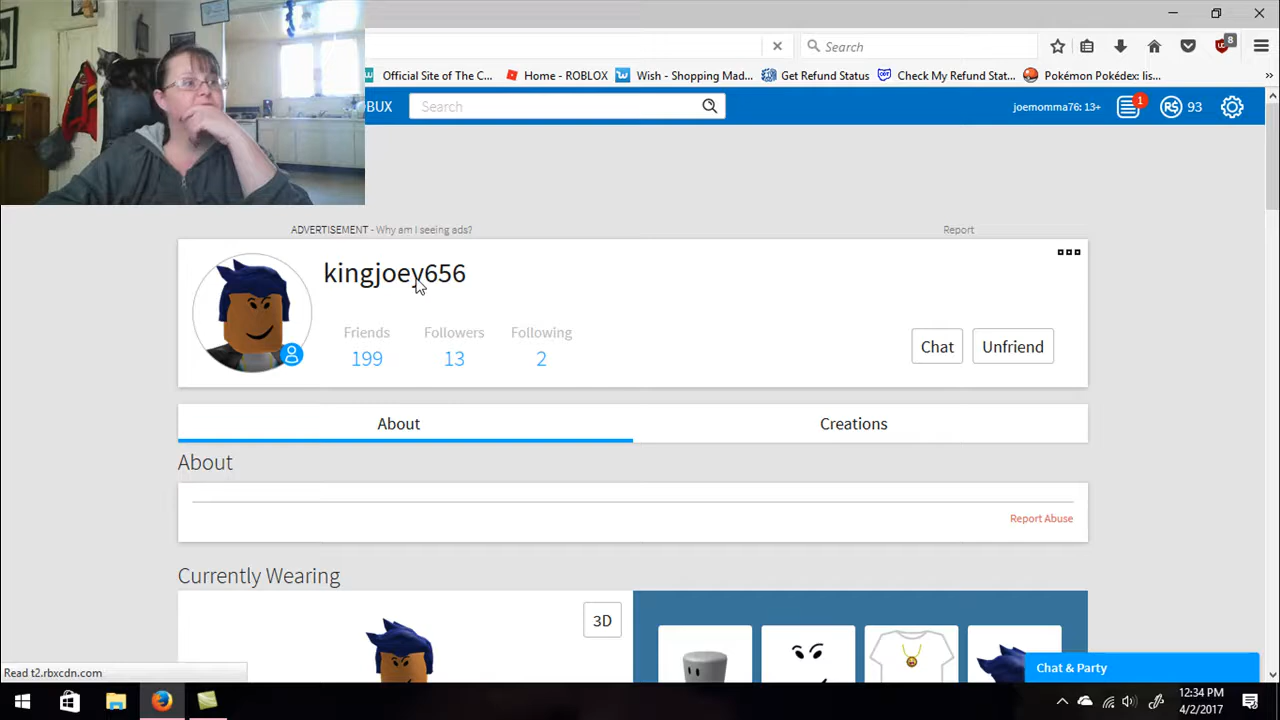 Search
8
Official Site of The C...
Home - ROBLOX
Wish - Shopping Mad...
Get Refund Status
Check My Refund Stat...
Pokémon Pokédex: lis...
»
BUX
Search
joemomma76: 13+
1
R$ 93
ADVERTISEMENT - Why am I seeing ads?
Report
kingjoey656
Friends
Followers
Following
199
13
2
Chat
Unfriend
About
Creations
About
Report Abuse
Currently Wearing
3D
Chat & Party
Read t2.rbxcdn.com
12:34 PM
4/2/2017